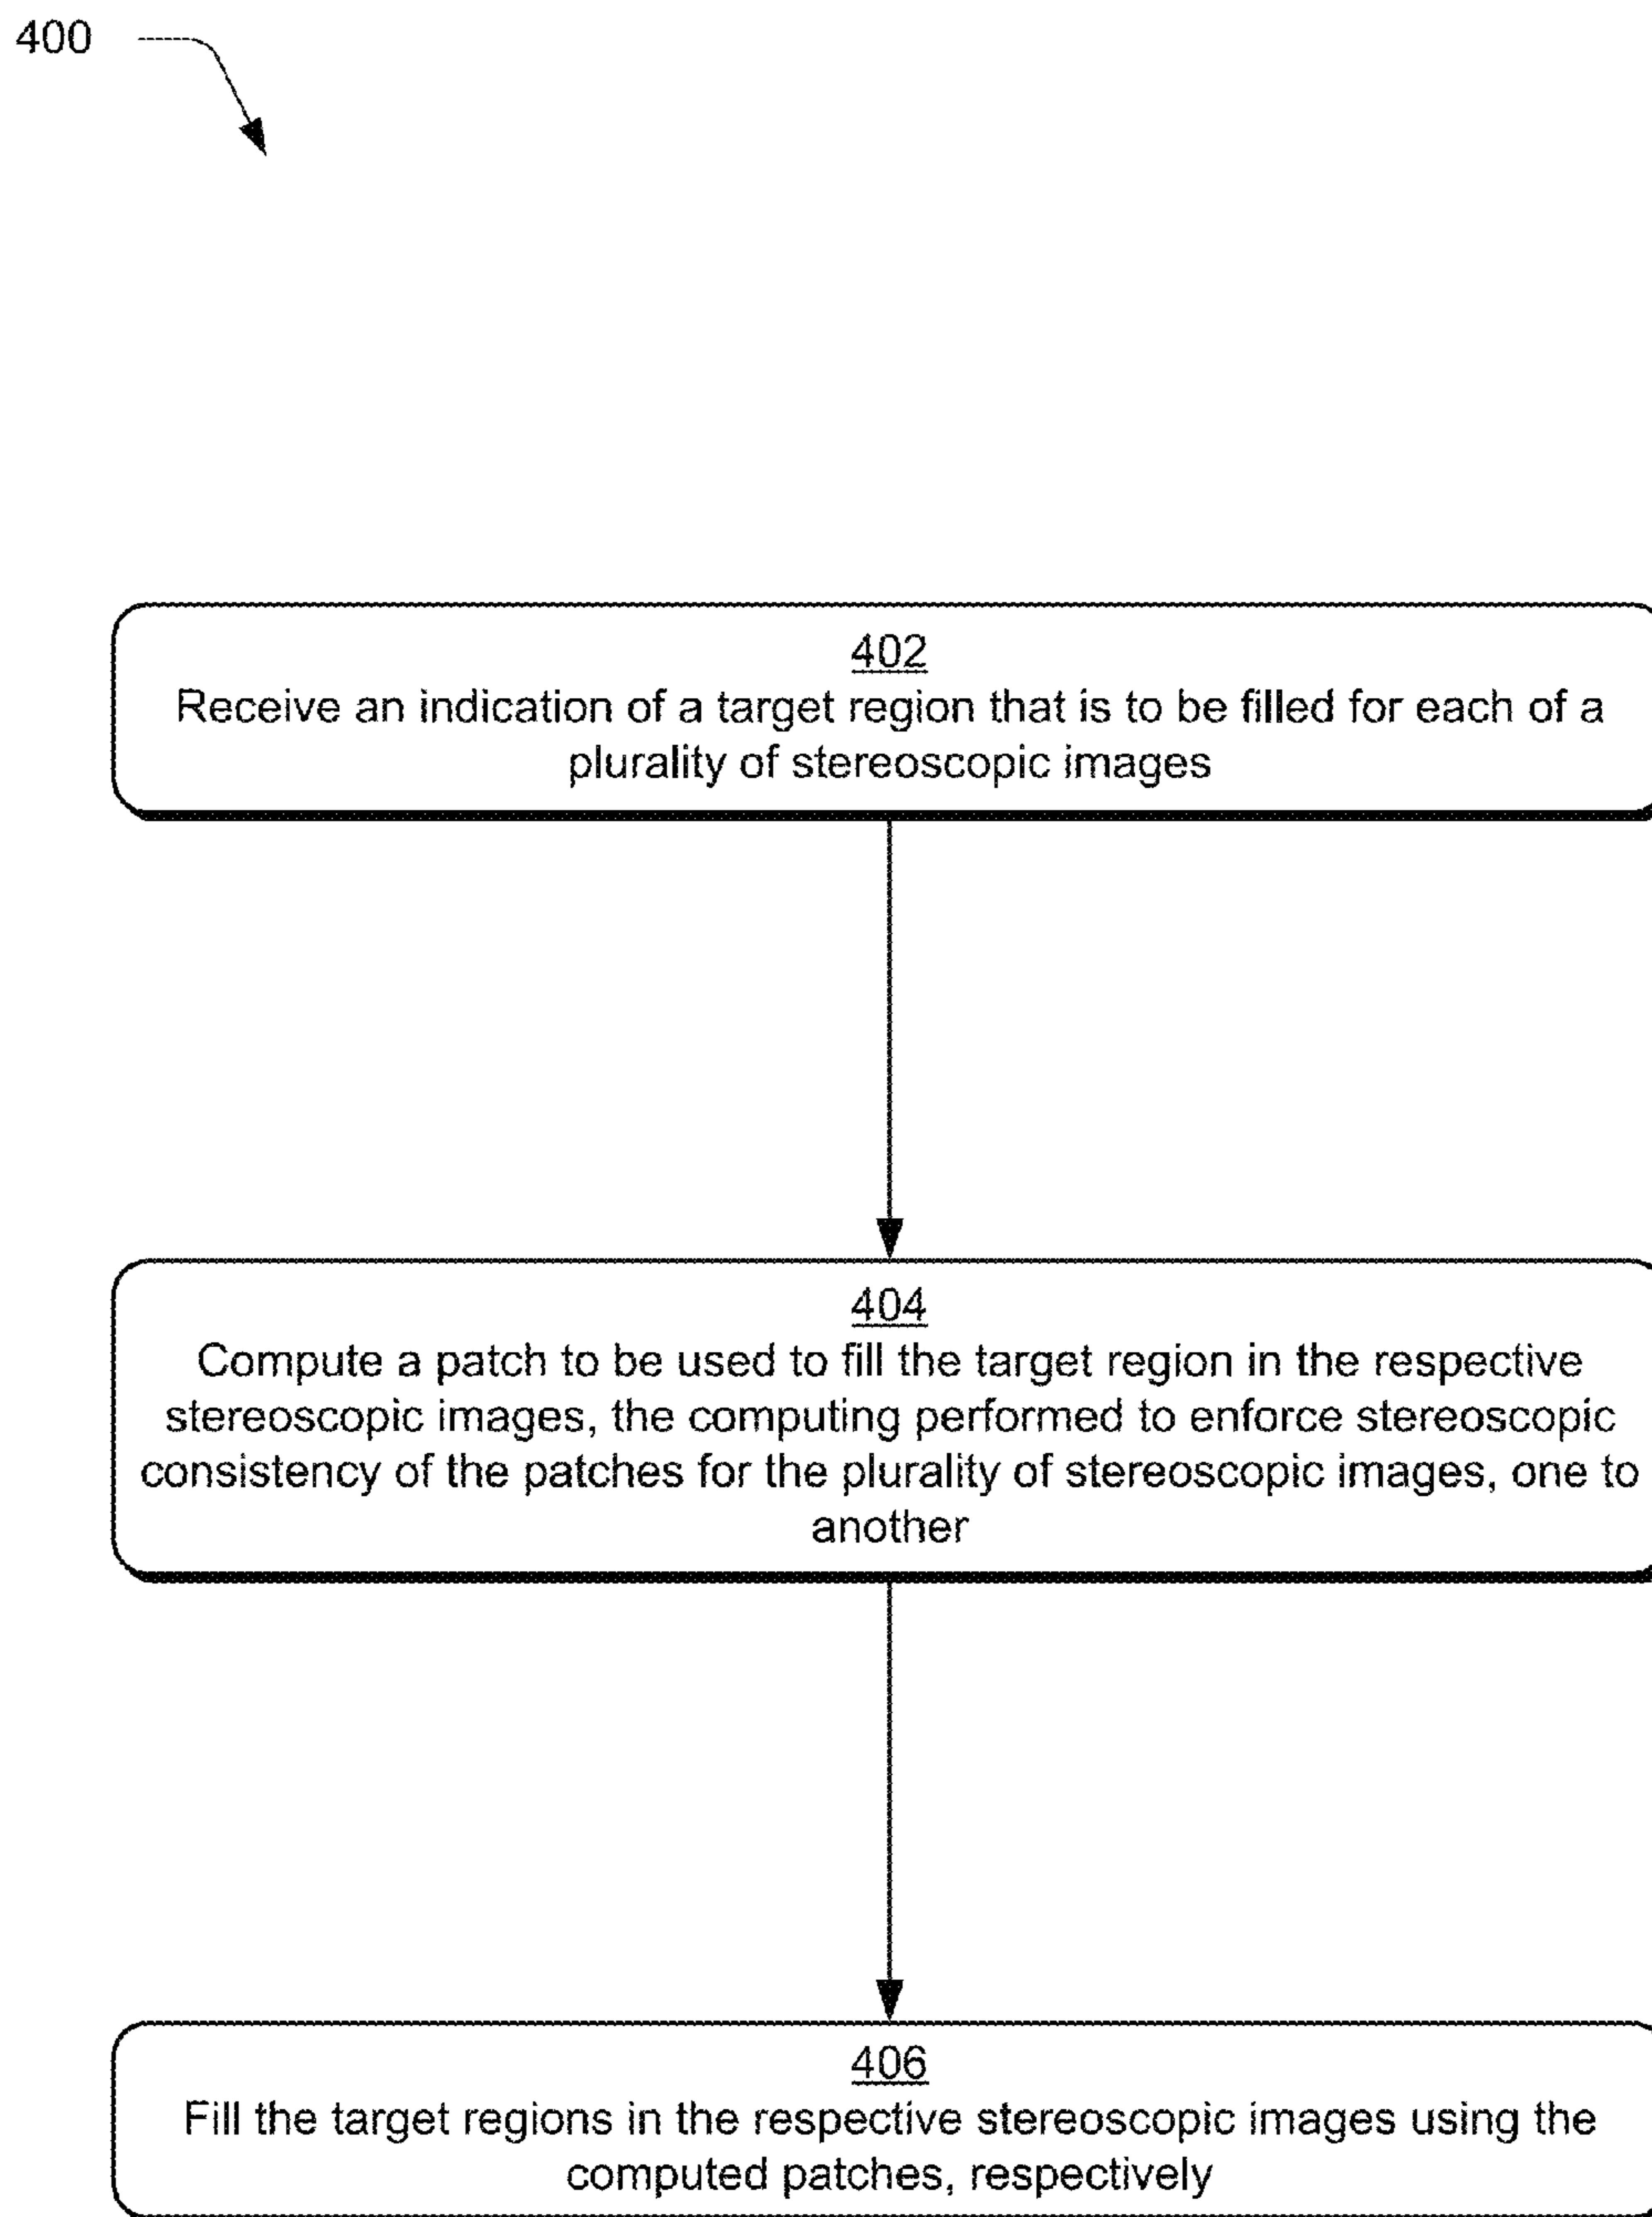 400
402
Receive an indication of a target region that is to be filled for each of a
plurality of stereoscopic images
404
Compute a patch to be used to fill the target region in the respective
stereoscopic images, the computing performed to enforce stereoscopic
consistency of the patches for the plurality of stereoscopic images, one to
another
406
Fill the target regions in the respective stereoscopic images using the
computed patches, respectively